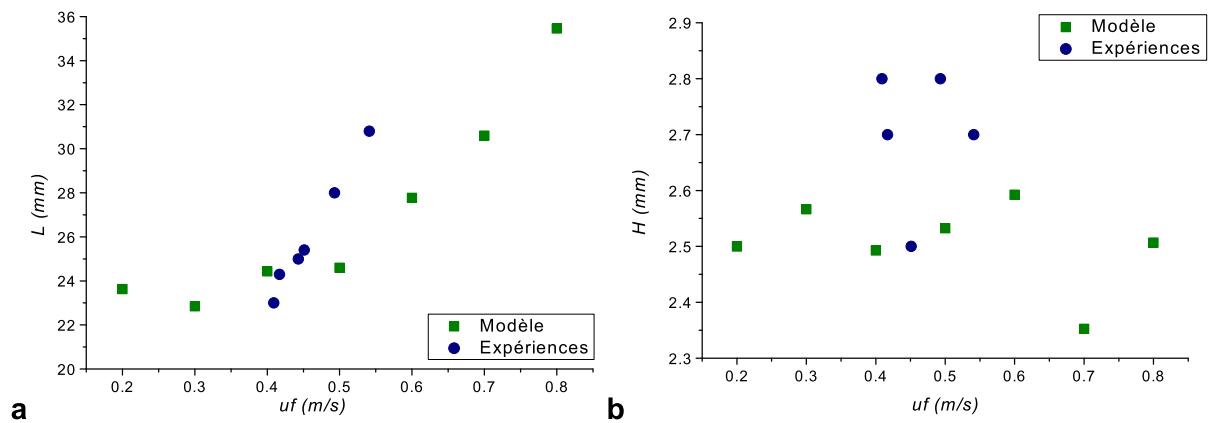 36
34
32
30
28
26
24
22
20
L (mm)
0.2 0.3 0.4 0.5 0.6 0.7 0.8
uf (m/s)
Modèle
Expériences
a
2.9
2.8
2.7
2.6
2.5
2.4
2.3
H (mm)
0.2 0.3 0.4 0.5 0.6 0.7 0.8
uf (m/s)
Modèle
Expériences
b